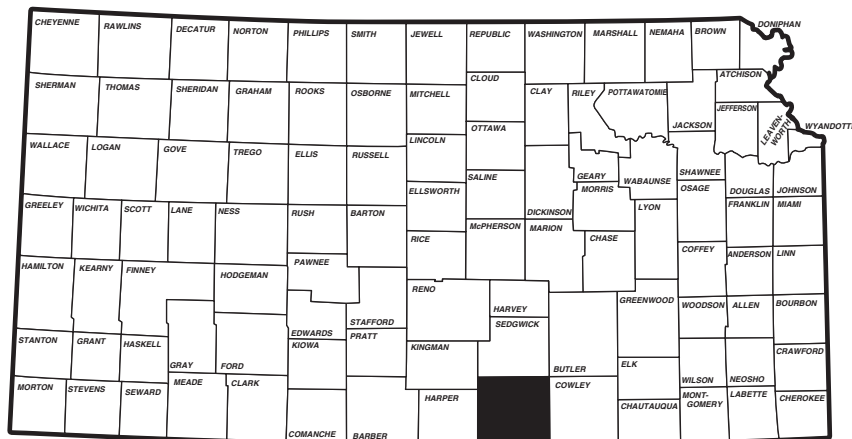 CHEYENNE
RAWLINS
DECATUR
NORTON
PHILLIPS
SMITH
JEWELL
REPUBLIC
WASHINGTON
MARSHALL
NEMAHA
BROWN
DONIPHAN
SHERMAN
THOMAS
SHERIDAN
GRAHAM
ROOKS
OSBORNE
MITCHELL
CLOUD
CLAY
RILEY
POTTAWATOMIE
ATCHISON
JACKSON
JEFFERSON
LEAVEN-
WORTH
WYANDOTT
WALLACE
LOGAN
GOVE
TREGO
ELLIS
RUSSELL
LINCOLN
OTTAWA
ELLSWORTH
SALINE
DICKINSON
GEARY
MORRIS
WABAUNSE
SHAWNEE
OSAGE
DOUGLAS
JOHNSON
GREELEY
WICHITA
SCOTT
LANE
NESS
RUSH
BARTON
RICE
McPHERSON
MARION
CHASE
LYON
FRANKLIN
MIAMI
COFFEY
ANDERSON
LINN
HAMILTON
KEARNY
FINNEY
HODGEMAN
PAWNEE
EDWARDS
STAFFORD
RENO
HARVEY
SEDGWICK
BUTLER
GREENWOOD
WOODSON
ALLEN
BOURBON
STANTON
GRANT
HASKELL
GRAY
FORD
KIOWA
PRATT
KINGMAN
ELK
WILSON
NEOSHO
CRAWFORD
MORTON
STEVENS
SEWARD
MEADE
CLARK
COMANCHE
BARBER
HARPER
COWLEY
CHAUTAUQUA
MONT-
GOMERY
LABETTE
CHEROKEE